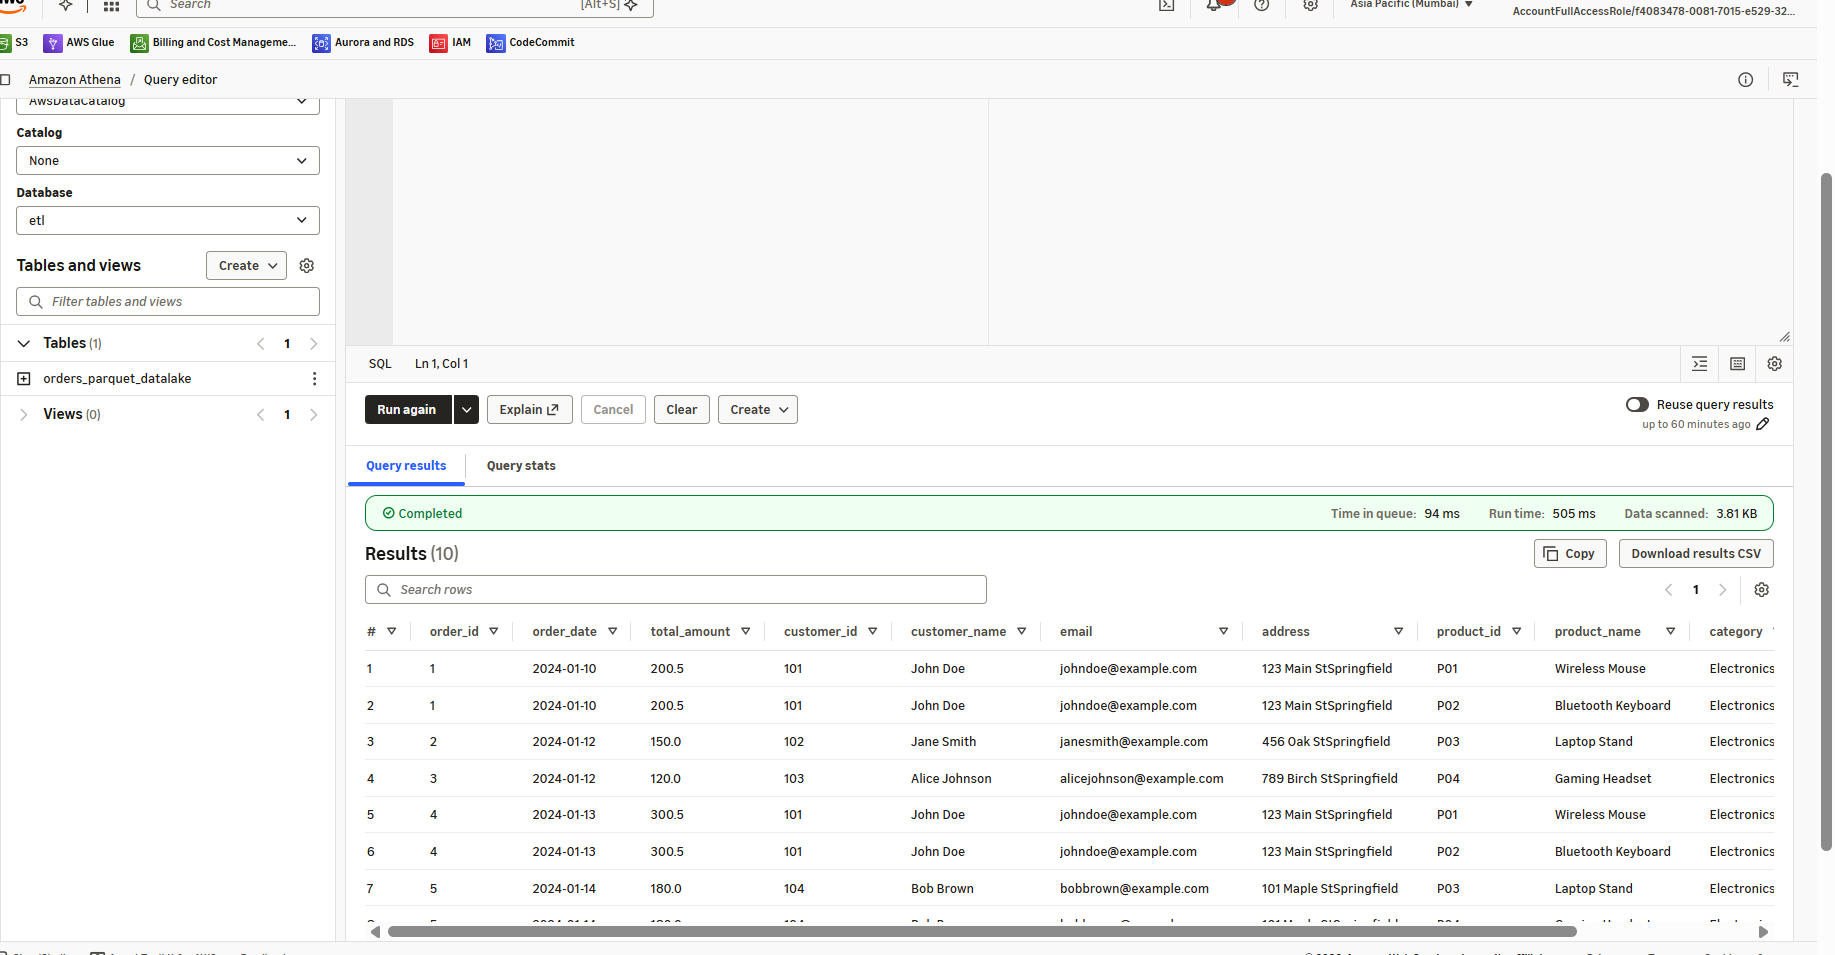 Search [Alt+S] Asia Pacific (Mumbai)
AccountFullAccessRole/f4083478-0081-7015-e529-32...
S3 AWS Glue Billing and Cost Manageme... Aurora and RDS IAM CodeCommit
Amazon Athena / Query editor
AwsDataCatalog
Catalog
None
Database
etl
Tables and views Create
Filter tables and views
Tables (1) 1
orders_parquet_datalake
Views (0) 1
SQL Ln 1, Col 1
Run again Explain Cancel Clear Create
Reuse query results
up to 60 minutes ago
Query results Query stats
Completed Time in queue: 94 ms Run time: 505 ms Data scanned: 3.81 KB
Results (10) Copy Download results CSV
Search rows 1
# order_id order_date total_amount customer_id customer_name email address product_id product_name category
1 1 2024-01-10 200.5 101 John Doe johndoe@example.com 123 Main StSpringfield P01 Wireless Mouse Electronics
2 1 2024-01-10 200.5 101 John Doe johndoe@example.com 123 Main StSpringfield P02 Bluetooth Keyboard Electronics
3 2 2024-01-12 150.0 102 Jane Smith janesmith@example.com 456 Oak StSpringfield P03 Laptop Stand Electronics
4 3 2024-01-12 120.0 103 Alice Johnson alicejohnson@example.com 789 Birch StSpringfield P04 Gaming Headset Electronics
5 4 2024-01-13 300.5 101 John Doe johndoe@example.com 123 Main StSpringfield P01 Wireless Mouse Electronics
6 4 2024-01-13 300.5 101 John Doe johndoe@example.com 123 Main StSpringfield P02 Bluetooth Keyboard Electronics
7 5 2024-01-14 180.0 104 Bob Brown bobbrown@example.com 101 Maple StSpringfield P03 Laptop Stand Electronics